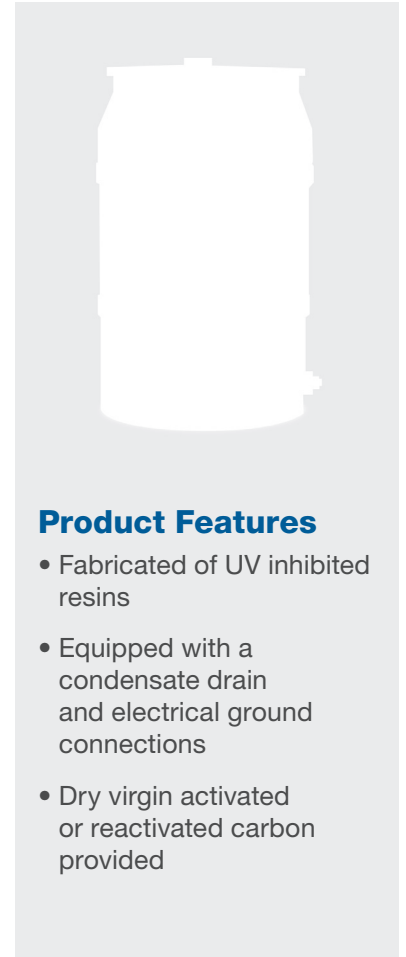 Product Features
• Fabricated of UV inhibited
resins
• Equipped with a
condensate drain
and electrical ground
connections
• Dry virgin activated
or reactivated carbon
provided